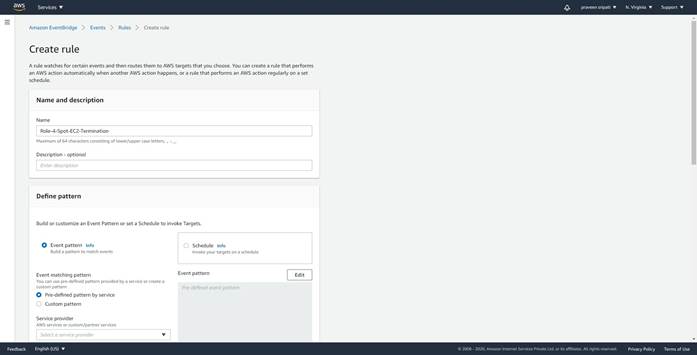 aws
Services
praveen sripati
N. Virginia
Support
Amazon EventBridge
Events
Rules
Create rule
Create rule
A rule watches for certain events and then routes them to AWS targets that you choose. You can create a rule that performs
an AWS action automatically when another AWS action happens, or a rule that performs an AWS action regularly on a set
schedule.
Name and description
Name
Role-4-Spot-EC2-Termination
Maximum of 64 characters consisting of lower/upper case letters, ., -, _.
Description - optional
Enter description
Define pattern
Build or customize an Event Pattern or set a Schedule to invoke Targets.
Event pattern Info
Build a pattern to match events
Schedule Info
Invoke your targets on a schedule
Event matching pattern
You can use pre-defined pattern provided by a service or create a
custom pattern
Pre-defined pattern by service
Custom pattern
Service provider
AWS services or custom/partner services
Select a service provider
Event pattern
Edit
Pre defined event pattern
Feedback
English (US)
© 2008 - 2020, Amazon Internet Services Private Ltd. or its affiliates. All rights reserved.
Privacy Policy
Terms of Use